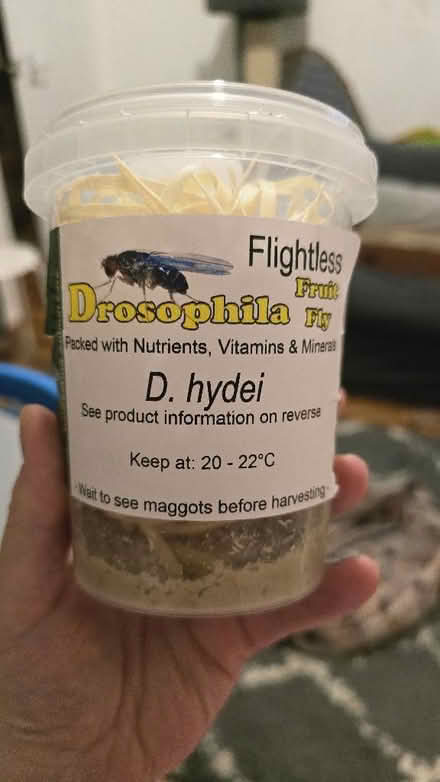 Flightless
Drosophila Fruit Fly
Packed with Nutrients, Vitamins & Minerals
D. hydei
See product information on reverse
Keep at: 20 - 22°C
- Wait to see maggots before harvesting -